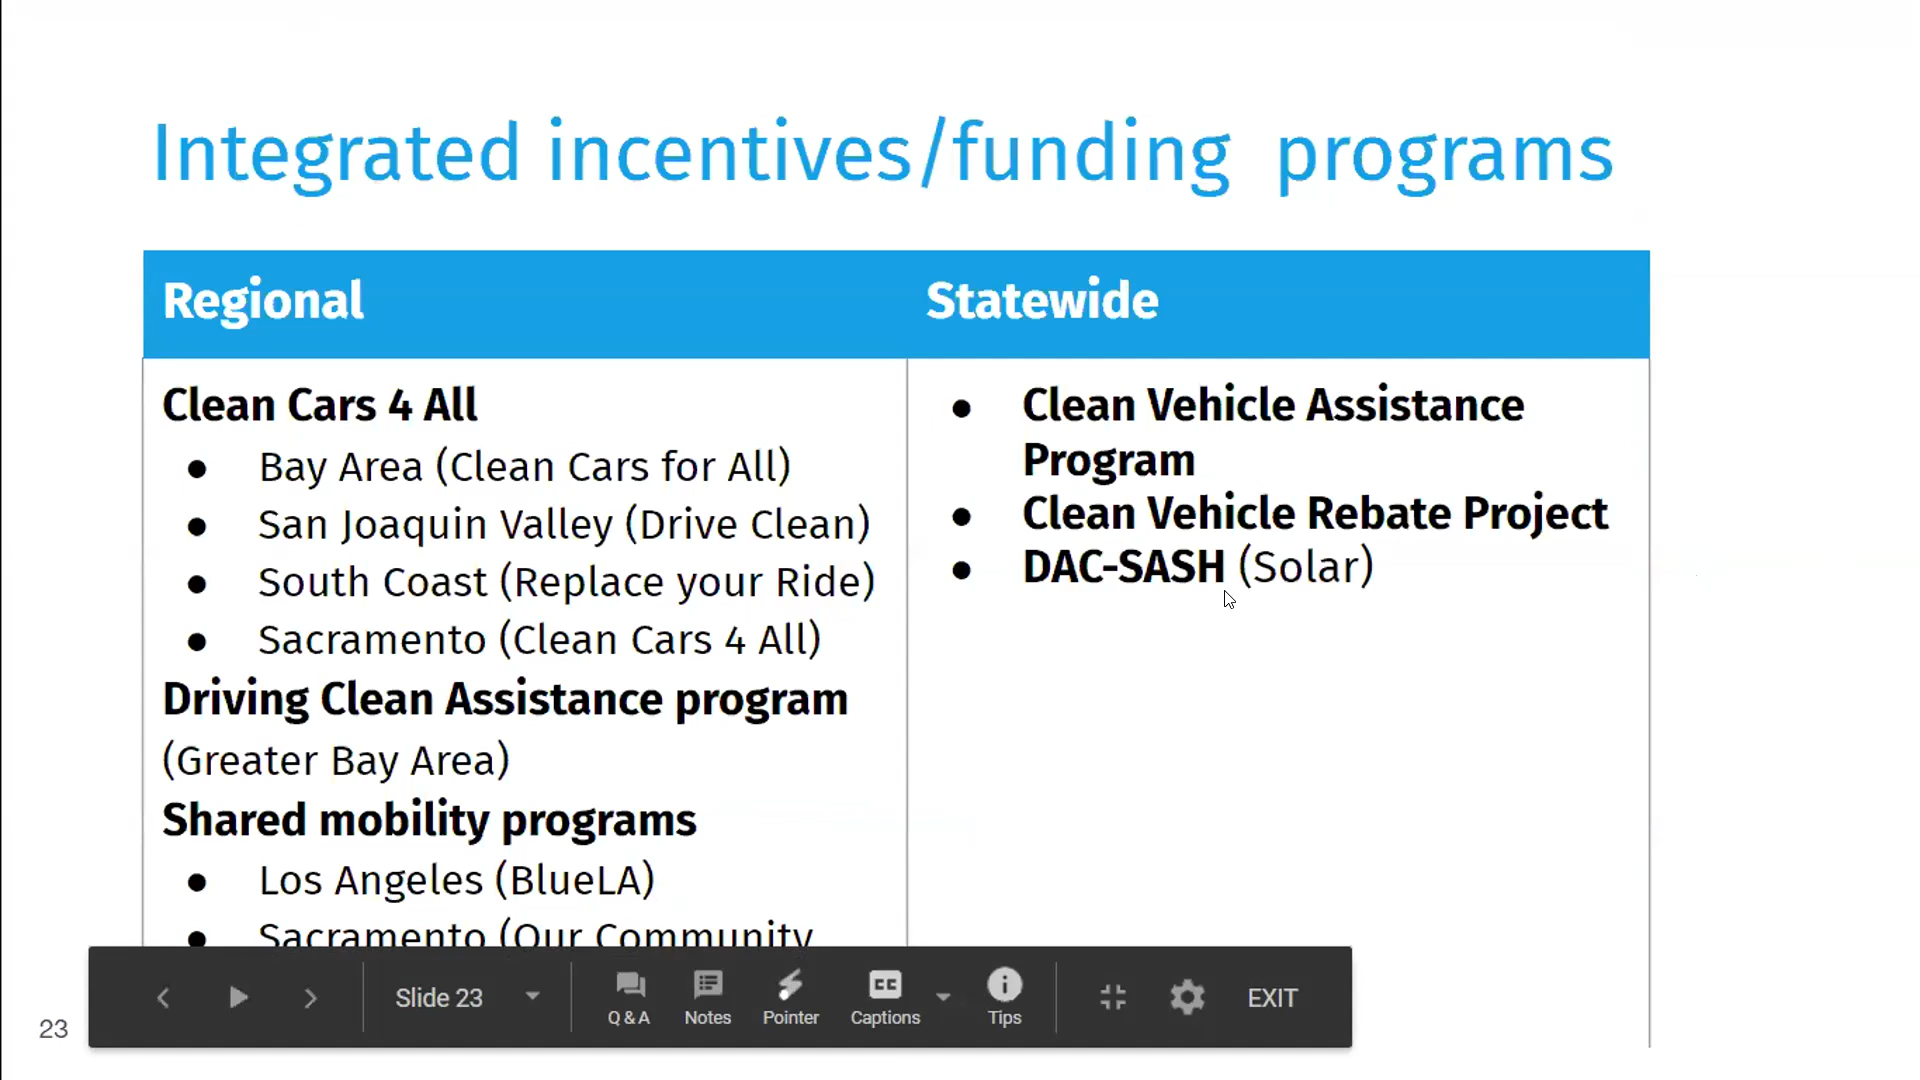 Integrated incentives/funding programs
Regional
Statewide
Clean Cars 4 All
● Bay Area (Clean Cars for All)
● San Joaquin Valley (Drive Clean)
● South Coast (Replace your Ride)
● Sacramento (Clean Cars 4 All)
Driving Clean Assistance program
(Greater Bay Area)
Shared mobility programs
● Los Angeles (BlueLA)
● Sacramento (Our Community
● Clean Vehicle Assistance
Program
● Clean Vehicle Rebate Project
● DAC-SASH (Solar)
Slide 23
Q & A
Notes
Pointer
CC
Captions
Tips
EXIT
23